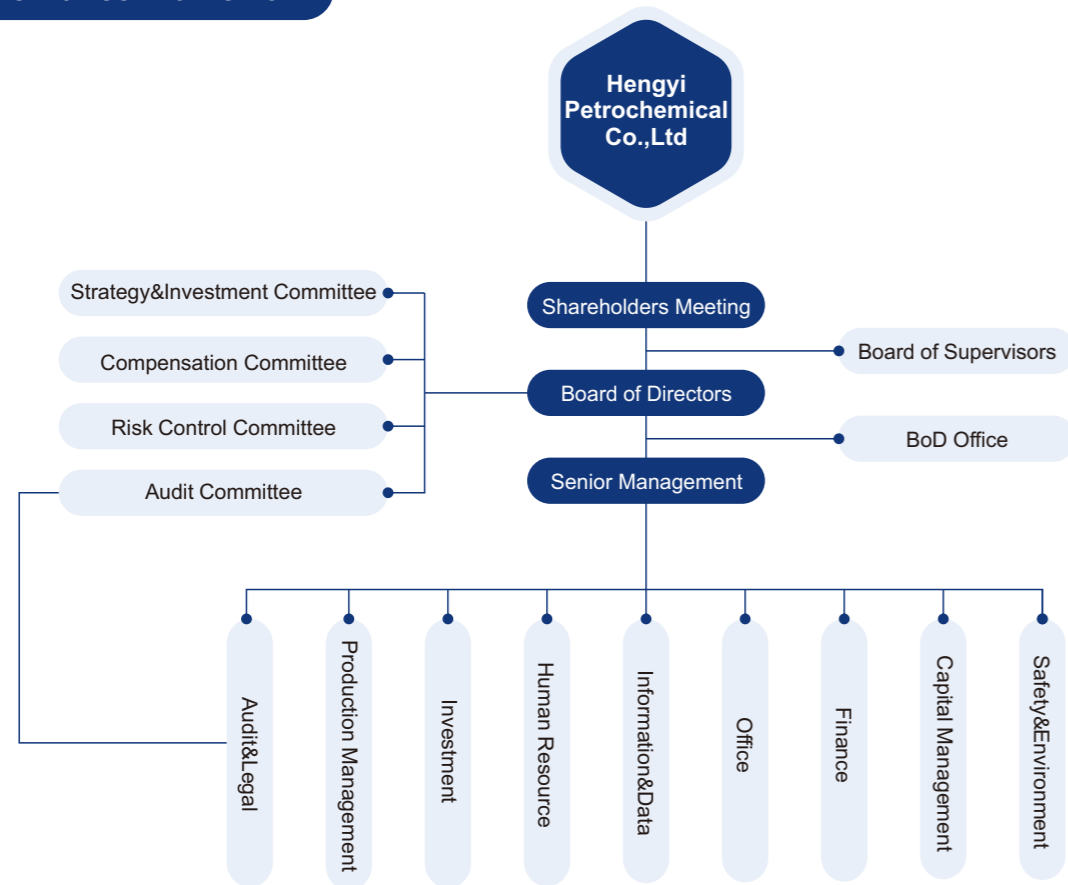 Hengyi
Petrochemical
Co.,Ltd
Shareholders Meeting
Board of Supervisors
Board of Directors
BoD Office
Senior Management
Strategy&Investment Committee
Compensation Committee
Risk Control Committee
Audit Committee
Audit&Legal
Production Management
Investment
Human Resource
Information&Data
Office
Finance
Capital Management
Safety&Environment